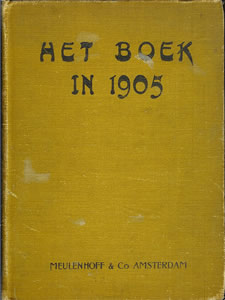 HET BOEK
IN 1905
MEULENHOFF & Co AMSTERDAM